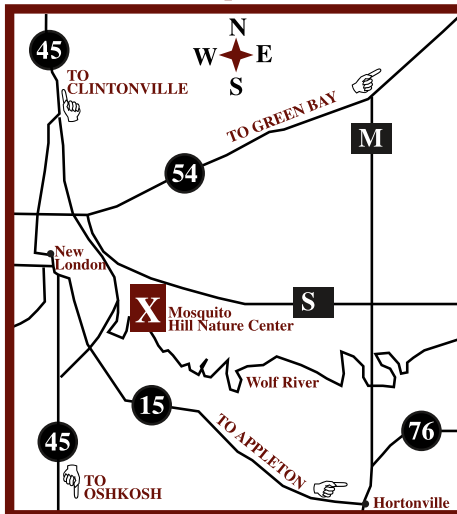 N
W E
S
45
TO
CLINTONVILLE
TO GREEN BAY
M
54
New
London
X
Mosquito
Hill Nature Center
S
Wolf River
15
TO APPLETON
76
45
TO
OSHKOSH
Hortonville